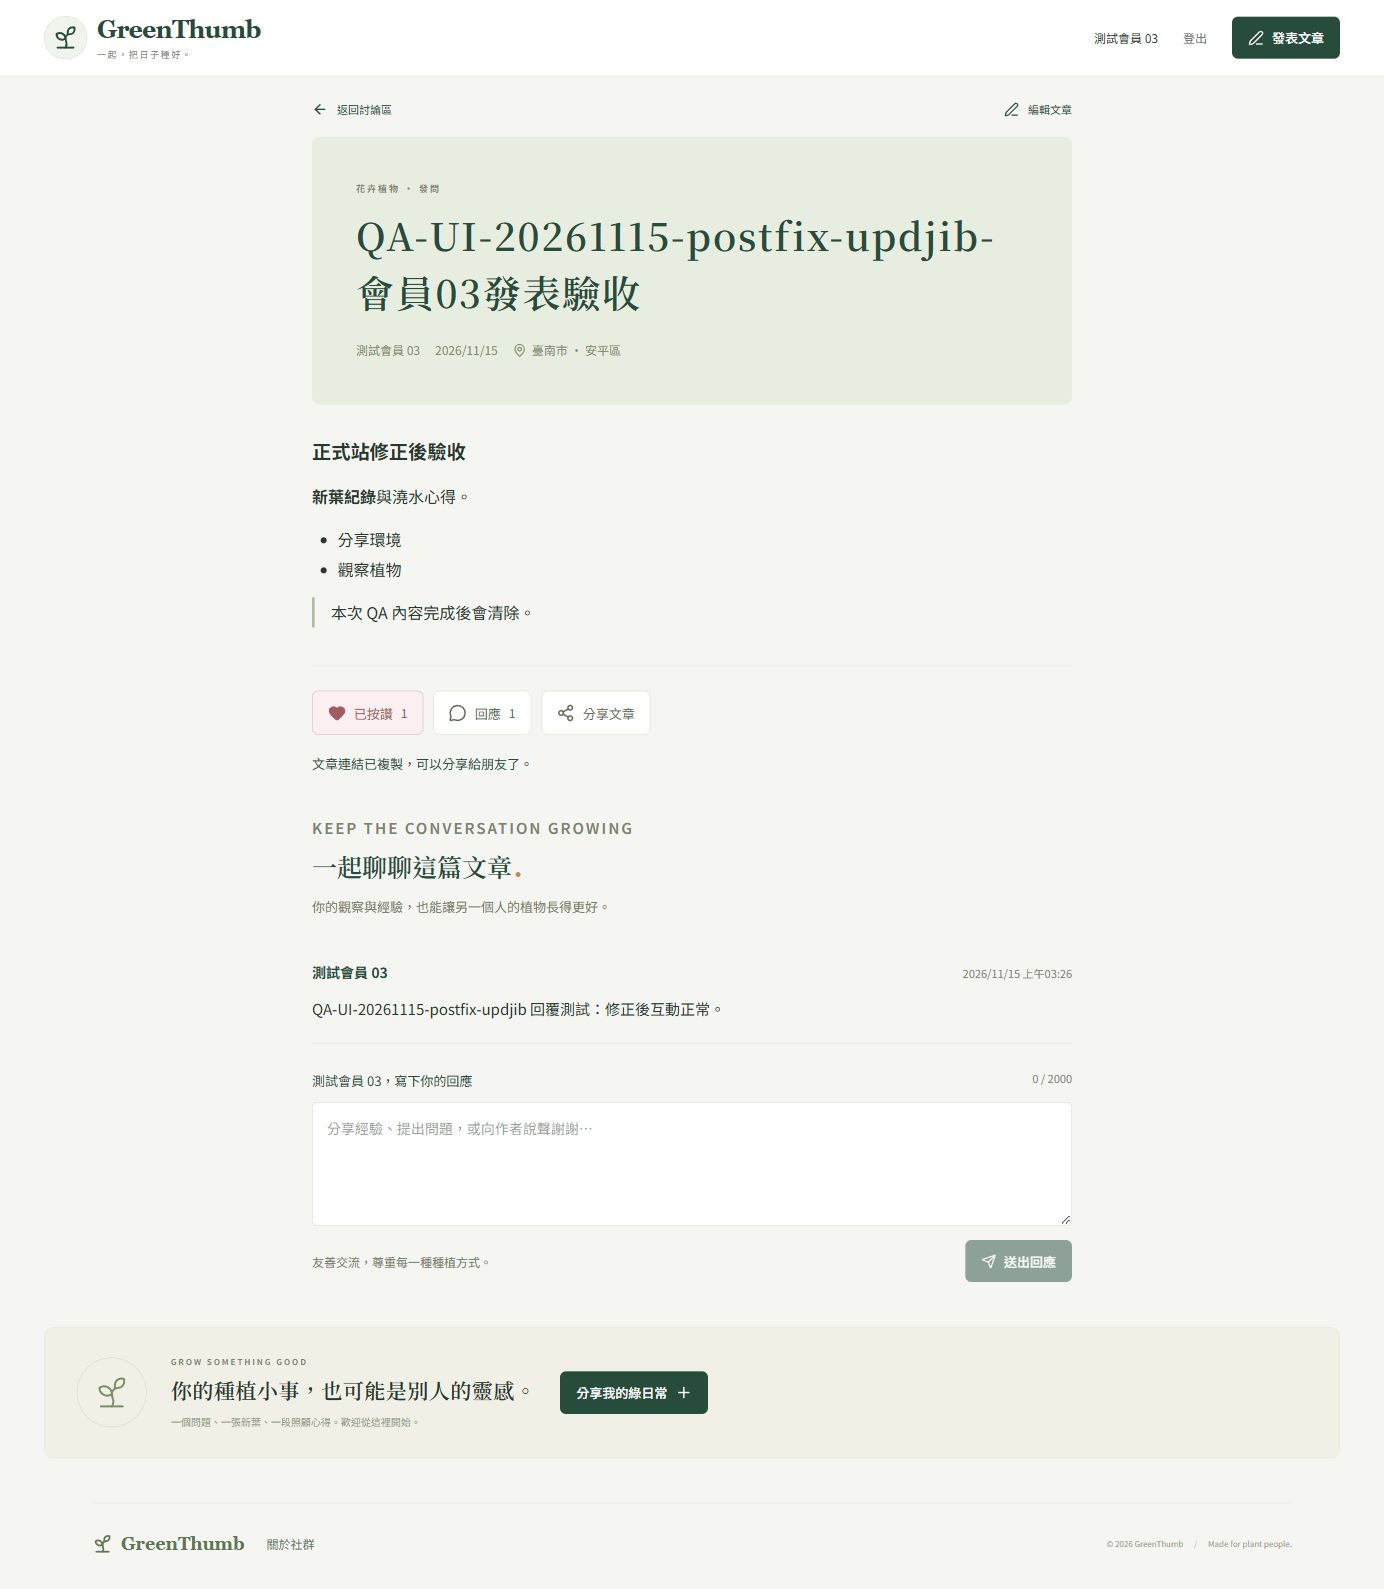 GreenThumb
一起，把日子種好。
測試會員 03
登出
發表文章
返回討論區
編輯文章
花卉植物 · 發問
QA-UI-20261115-postfix-updjib-
會員03發表驗收
測試會員 03 2026/11/15 臺南市 · 安平區
正式站修正後驗收
新葉紀錄與澆水心得。
• 分享環境
• 觀察植物
本次 QA 內容完成後會清除。
已按讚 1
回應 1
分享文章
文章連結已複製，可以分享給朋友了。
KEEP THE CONVERSATION GROWING
一起聊聊這篇文章.
你的觀察與經驗，也能讓另一個人的植物長得更好。
測試會員 03
2026/11/15 上午03:26
QA-UI-20261115-postfix-updjib 回覆測試：修正後互動正常。
測試會員 03，寫下你的回應
0 / 2000
分享經驗、提出問題，或向作者說聲謝謝…
友善交流，尊重每一種種植方式。
送出回應
GROW SOMETHING GOOD
你的種植小事，也可能是別人的靈感。
一個問題、一張新葉、一段照顧心得。歡迎從這裡開始。
分享我的綠日常 +
GreenThumb
關於社群
© 2026 GreenThumb / Made for plant people.